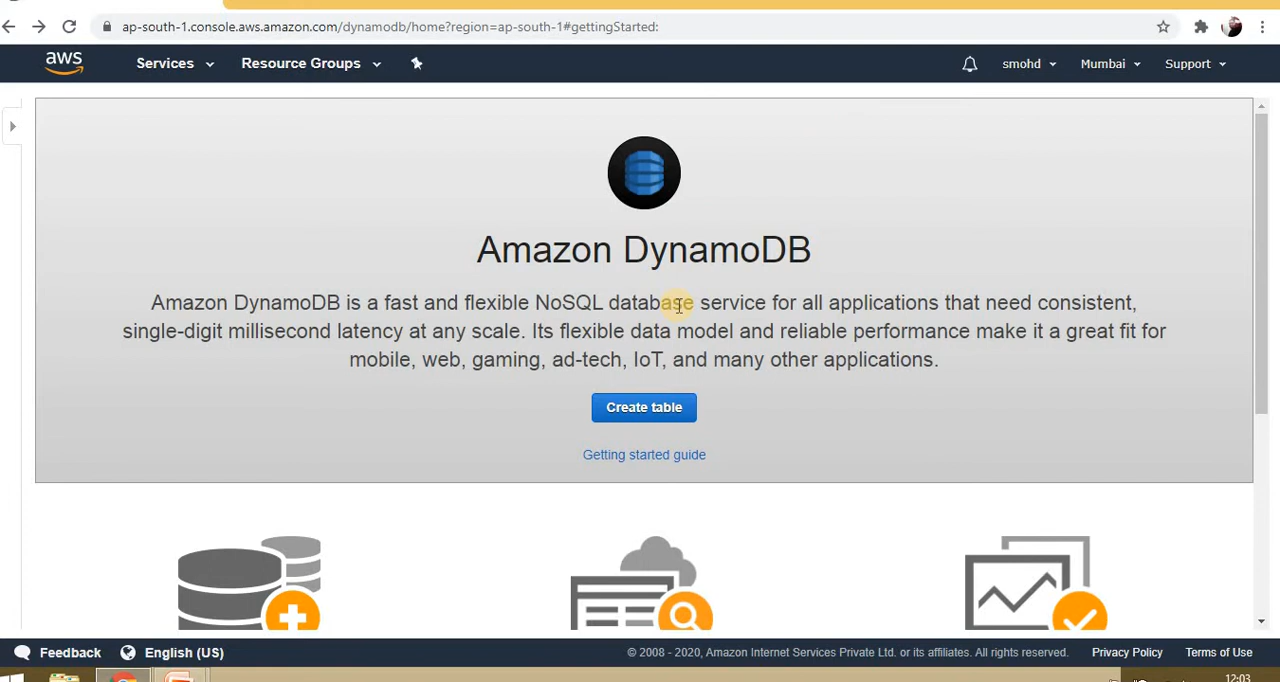 ap-south-1.console.aws.amazon.com/dynamodb/home?region=ap-south-1#gettingStarted:
aws Services Resource Groups smohd Mumbai Support
Amazon DynamoDB
Amazon DynamoDB is a fast and flexible NoSQL database service for all applications that need consistent,
single-digit millisecond latency at any scale. Its flexible data model and reliable performance make it a great fit for
mobile, web, gaming, ad-tech, IoT, and many other applications.
Create table
Getting started guide
Feedback English (US) © 2008 - 2020, Amazon Internet Services Private Ltd. or its affiliates. All rights reserved. Privacy Policy Terms of Use
12:03